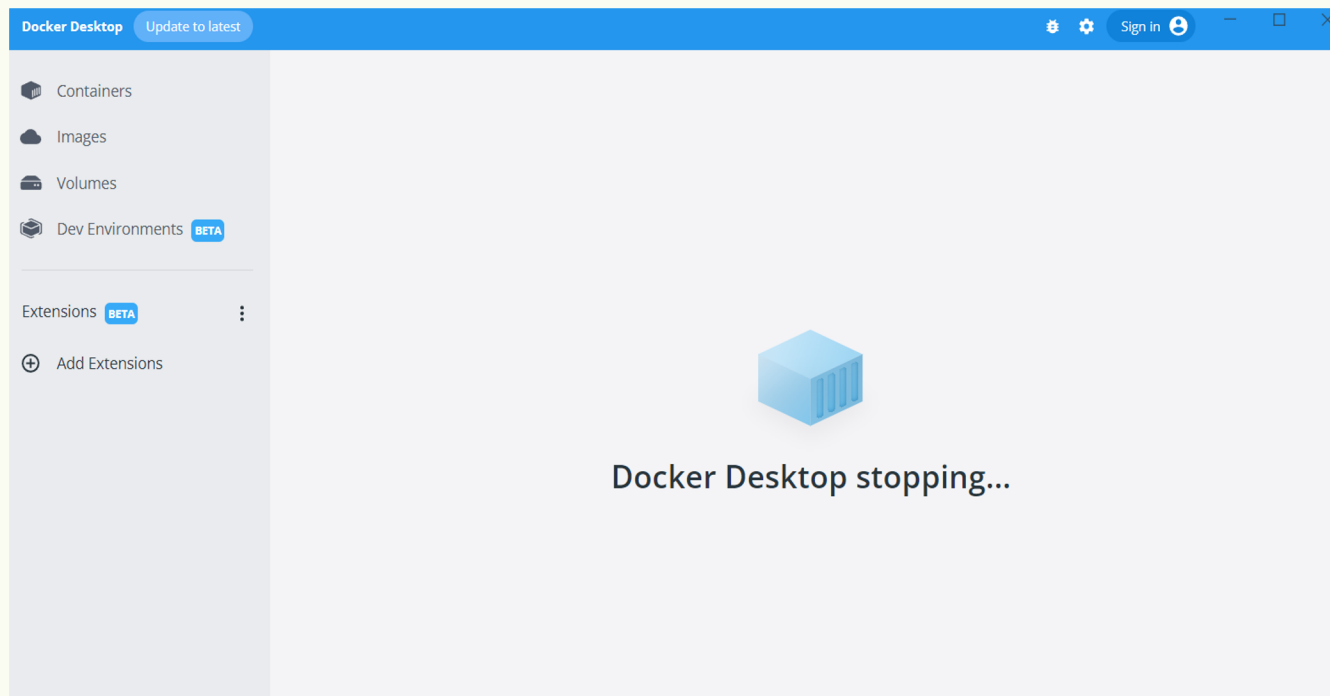 Docker Desktop Update to latest Sign in
Containers
Images
Volumes
Dev Environments BETA
Extensions BETA
Add Extensions
Docker Desktop stopping...